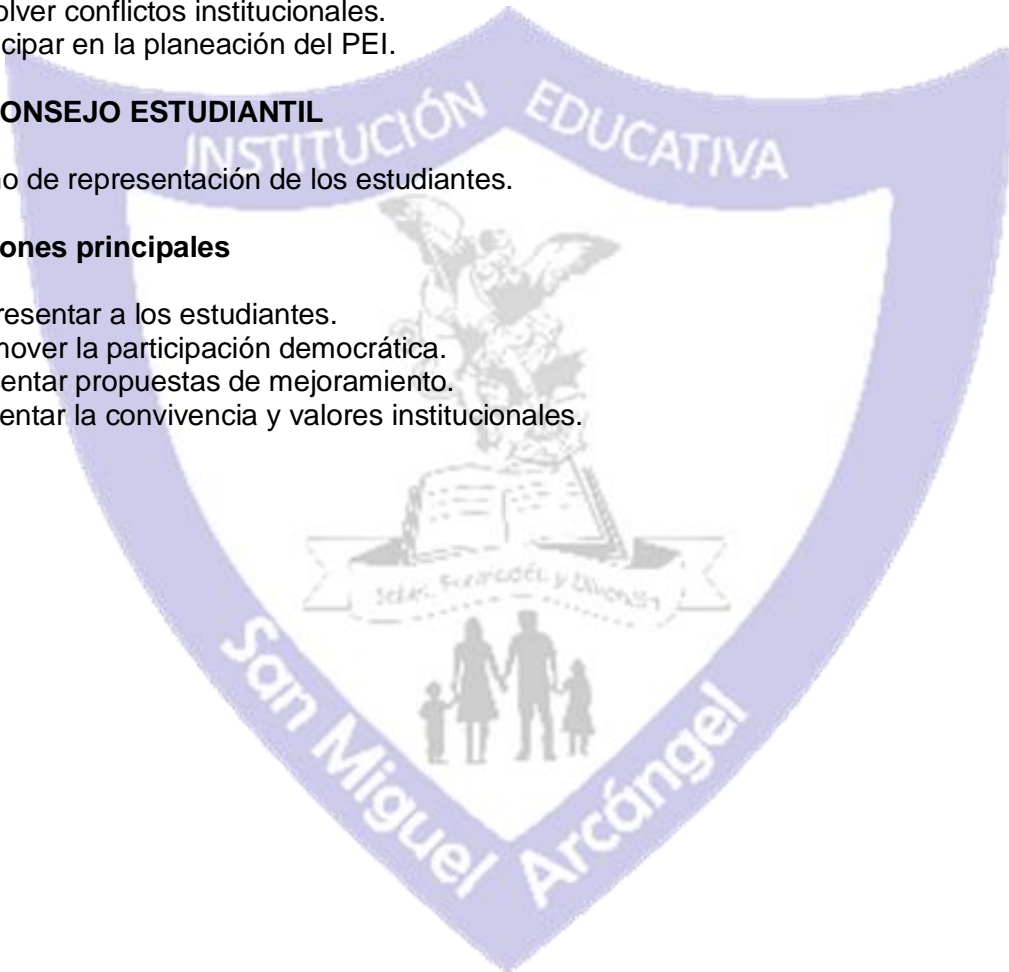 olver conflictos institucionales.
cipar en la planeación del PEI.
ONSEJO ESTUDIANTIL
INSTITUCIÓN EDUCATIVA
o de representación de los estudiantes.
ones principales
resentar a los estudiantes.
nover la participación democrática.
entar propuestas de mejoramiento.
entar la convivencia y valores institucionales.
San Miguel Arcángel